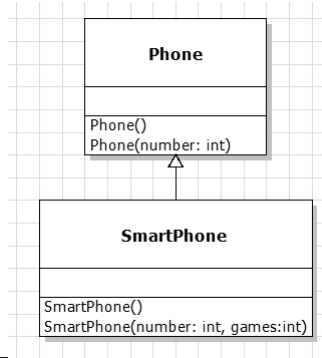 Phone
Phone()
Phone(number: int)
SmartPhone
SmartPhone()
SmartPhone(number: int, games:int)